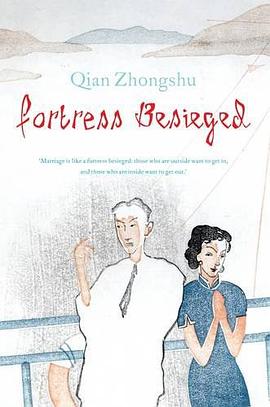 Qian Zhongshu
fortress Besieged
'Marriage is like a fortress besieged: those who are outside want to get in,
and those who are inside want to get out.'